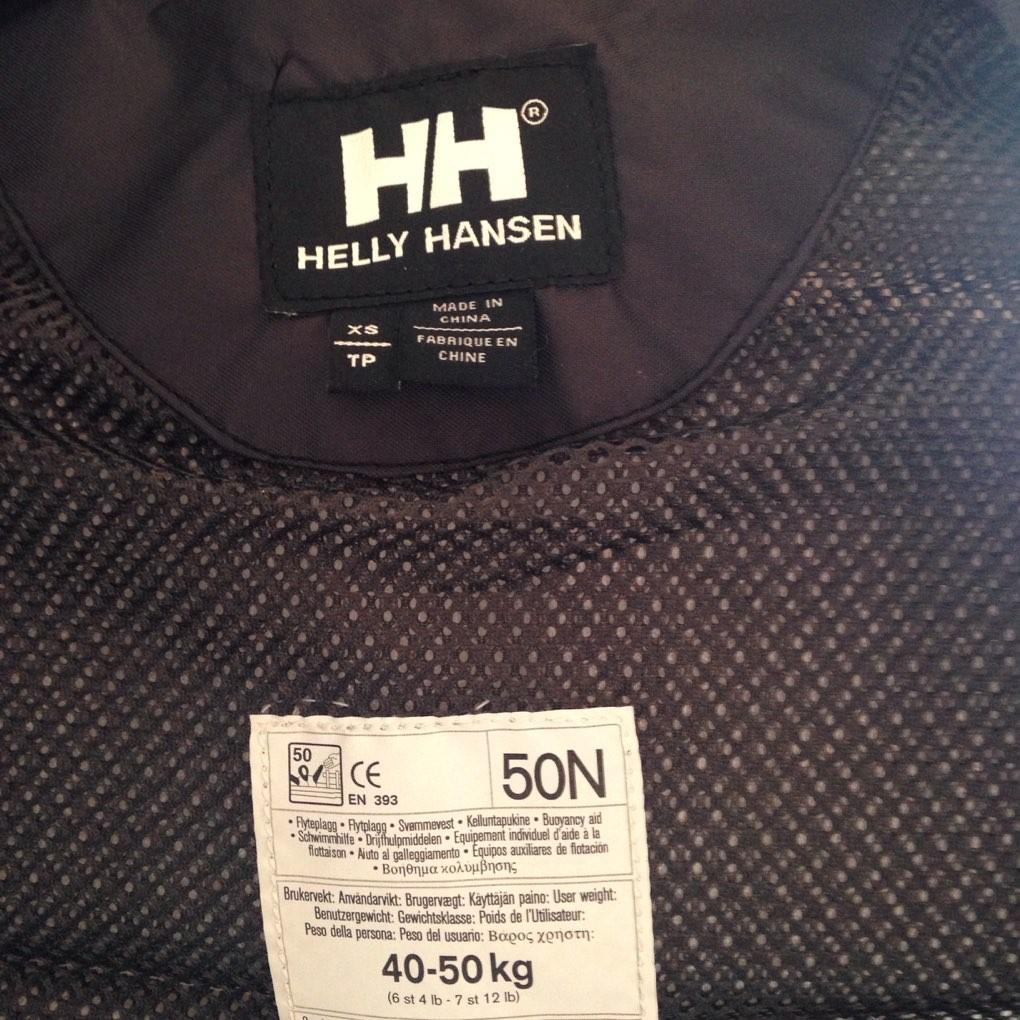 HH®
HELLY HANSEN
XS
TP
MADE IN
CHINA
FABRIQUE EN
CHINE
50
CE
EN 393
50N
• Flyteplagg • Flytplagg • Svømmevest • Kelluntapukine • Buoyancy aid
• Schwimmhilfe • Drijfhulpmiddelen • Equipement individuel d'aide à la
flottaison • Aiuto al galleggiamento • Equipos auxiliares de flotación
• Βοηθημα κολύμβησης
Brukervekt: Användarvikt: Brugervægt: Käyttäjän paino: User weight:
Benutzergewicht: Gewichtsklasse: Poids de l'Utilisateur:
Peso della persona: Peso del usuario: Βαρος χρηστη:
40-50 kg
(6 st 4 lb - 7 st 12 lb)